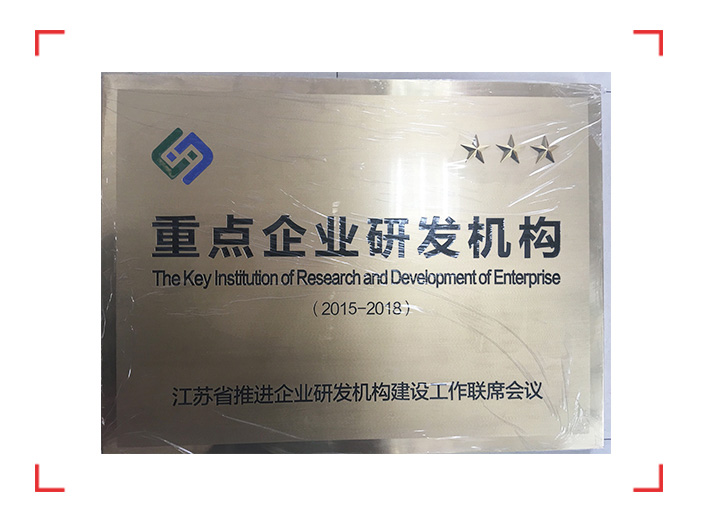 重点企业研发机构
The Key Institution of Research and Development of Enterprise
（2015-2018）
江苏省推进企业研发机构建设工作联席会议